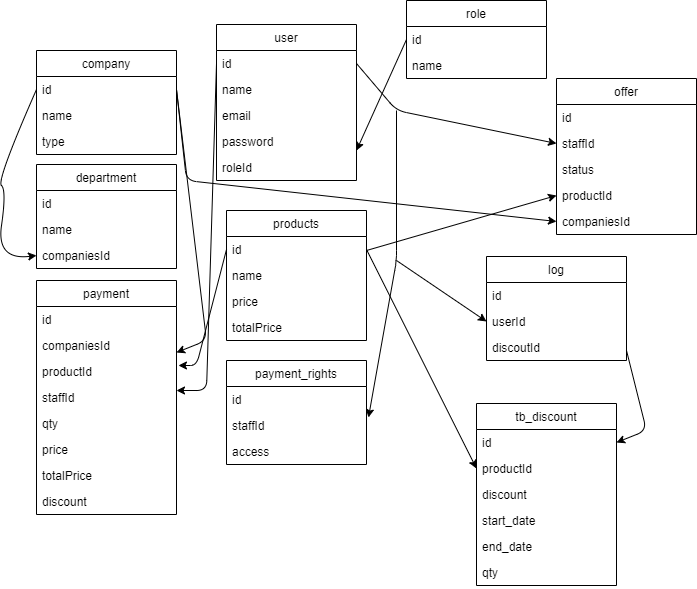 role
id
name
user
id
name
email
password
roleId
company
id
name
type
offer
id
staffId
status
productId
companiesId
department
id
name
companiesId
products
id
name
price
totalPrice
log
id
userId
discoutId
payment
id
companiesId
productId
staffId
qty
price
totalPrice
discount
payment_rights
id
staffId
access
tb_discount
id
productId
discount
start_date
end_date
qty